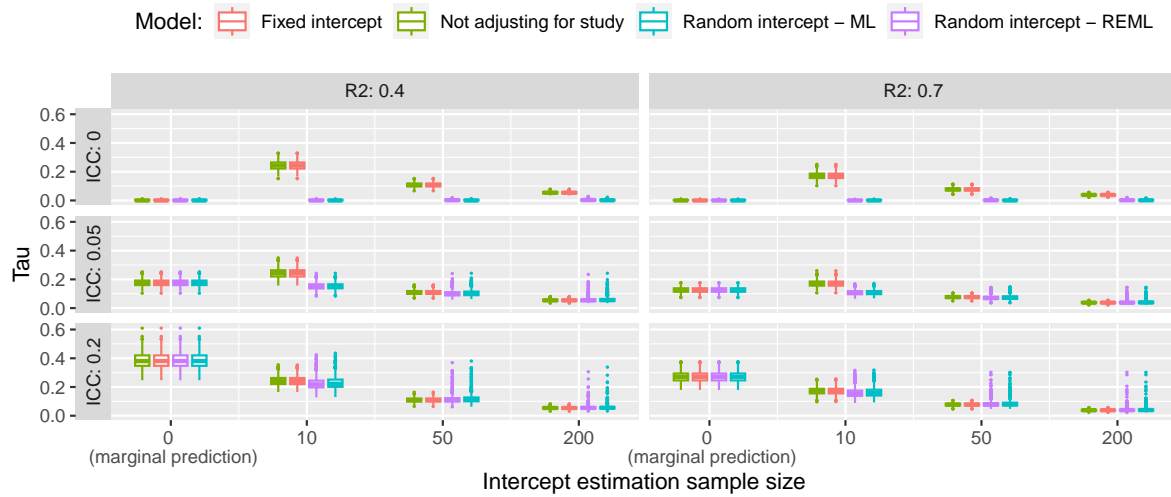 Model: Fixed intercept Not adjusting for study Random intercept − ML Random intercept − REML
R2: 0.4 R2: 0.7
0.6
0.4
0.2
0.0
ICC: 0
0.6
0.4
0.2
0.0
ICC: 0.05
0.6
0.4
0.2
0.0
ICC: 0.2
Tau
0 10 50 200 0 10 50 200
(marginal prediction) (marginal prediction)
Intercept estimation sample size